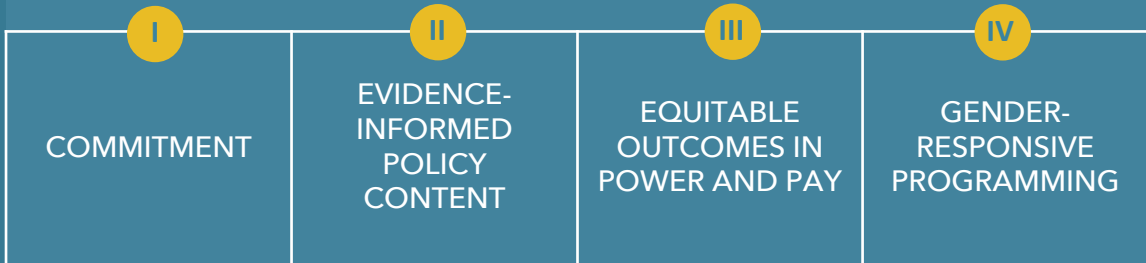 I
COMMITMENT
II
EVIDENCE-
INFORMED
POLICY
CONTENT
III
EQUITABLE
OUTCOMES IN
POWER AND PAY
IV
GENDER-
RESPONSIVE
PROGRAMMING